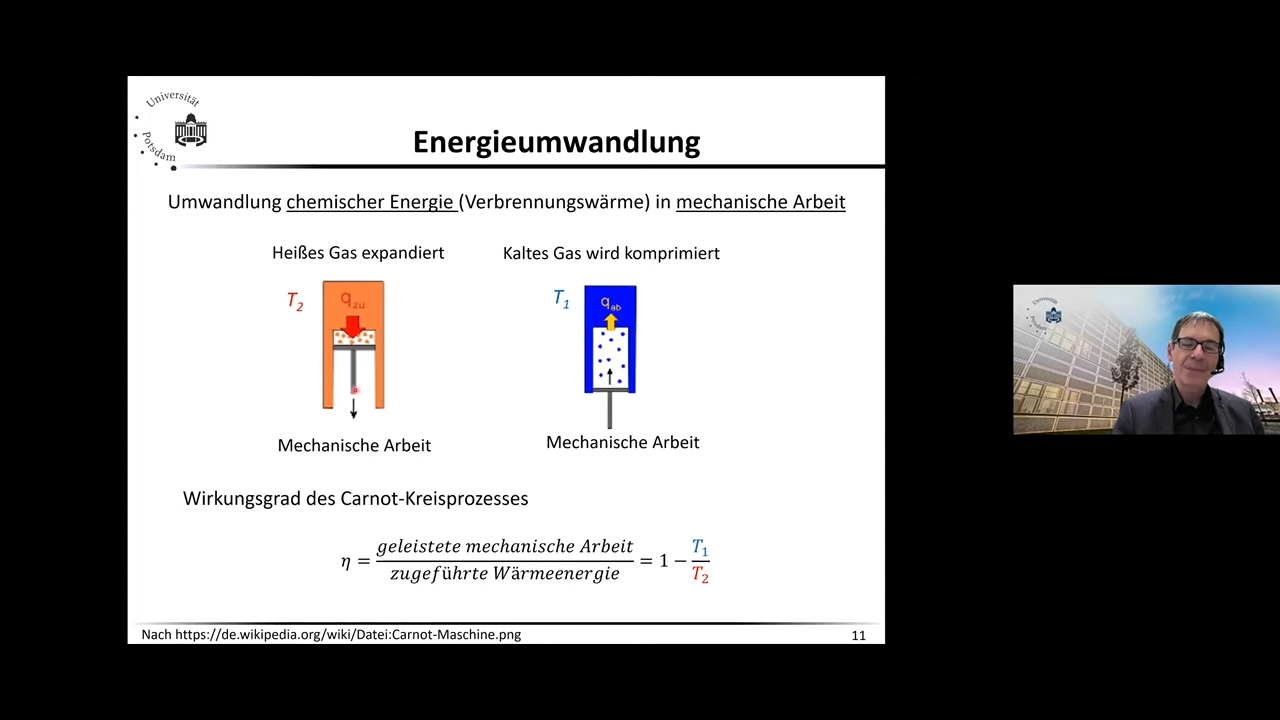 Universität
Potsdam
Energieumwandlung
Umwandlung chemischer Energie (Verbrennungswärme) in mechanische Arbeit
Heißes Gas expandiert
Kaltes Gas wird komprimiert
T2
qzu
T1
qab
Mechanische Arbeit
Mechanische Arbeit
Wirkungsgrad des Carnot-Kreisprozesses
η = geleistete mechanische Arbeit / zugeführte Wärmeenergie = 1 − T1 / T2
Nach https://de.wikipedia.org/wiki/Datei:Carnot-Maschine.png
11
Universität
Potsdam